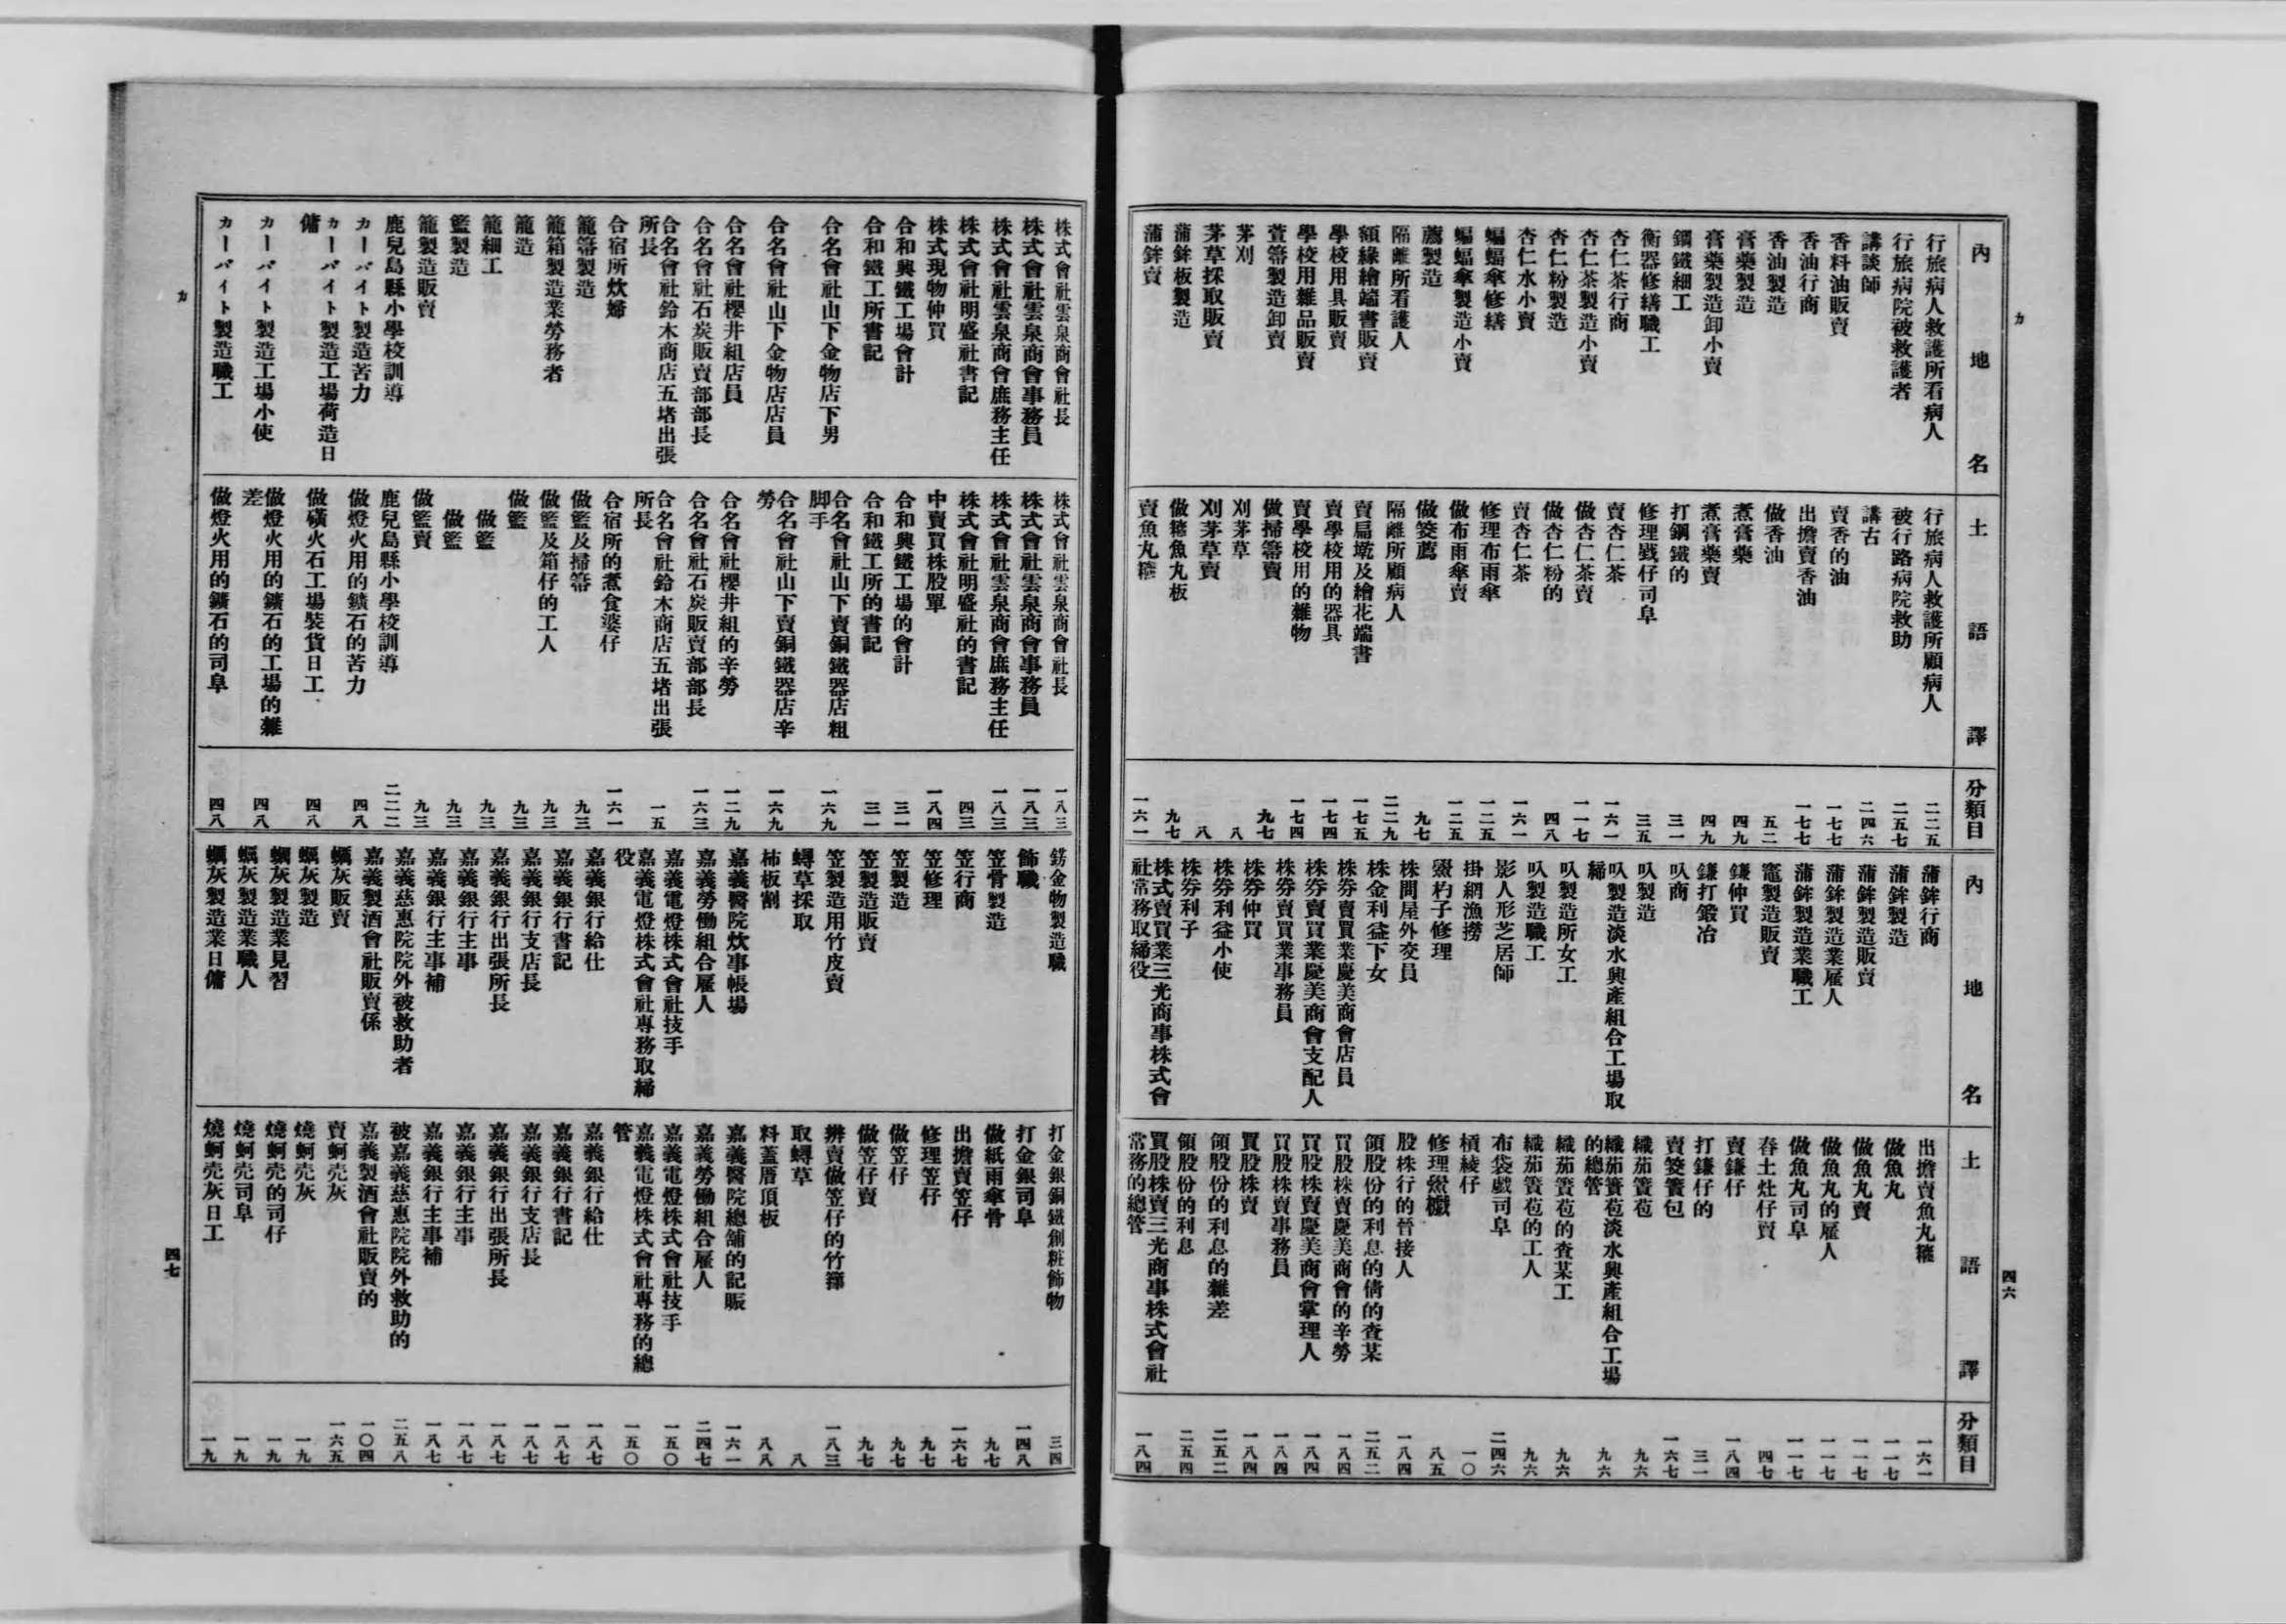 カ
内地名 土語譯 分類目
行旅病人救護所看病人 行旅病人救護所顧病人 二二五
行旅病院被救護者 被行路病院救助 二五七
講談師 講古 二四六
香料油販賣 賣香的油 一七七
香油行商 出擔賣香油 一七七
香油製造 做香油 五二
膏藥製造 煮膏藥 四九
膏藥製造卸小賣 煮膏藥賣 四九
鋼鐵細工 打鋼鐵的 三一
衡器修繕職工 修理戥仔司阜 三五
杏仁茶行商 賣杏仁茶 一六一
杏仁茶製造小賣 做杏仁茶賣 一一七
杏仁粉製造 做杏仁粉的 四八
杏仁水小賣 賣杏仁茶 一六一
蝙蝠傘修繕 修理布雨傘 一二五
蝙蝠傘製造小賣 做布雨傘賣 一二五
薦製造 做筊薦 九七
隔離所看護人 隔離所顧病人 二二九
額緣繪端書販賣 賣扁墘及繪花端書 一七五
學校用具販賣 賣學校用的器具 一七四
學校用雜品販賣 賣學校用的雜物 一七四
萱箒製造卸賣 做掃箒賣 九七
茅刈 刈茅草 八
茅草採取販賣 刈茅草賣 八
蒲鉾板製造 做𥴊魚丸板 九七
蒲鉾賣 賣魚丸𥴊 一六一
内地名 土語譯 分類目
蒲鉾行商 出擔賣魚丸𥴊 一六一
蒲鉾製造 做魚丸 一一七
蒲鉾製造販賣 做魚丸賣 一一七
蒲鉾製造業雇人 做魚丸的雇人 一一七
蒲鉾製造業職工 做魚丸司阜 一一七
竈製造販賣 舂土灶仔賣 四七
鎌仲買 賣鎌仔 一八四
鎌打鍛冶 打鎌仔的 三一
叺商 賣筊簣包 一六七
叺製造 織茄簣苞 九六
叺製造淡水興產組合工場取
締 織茄簣苞淡水興產組合工場
的總管 九六
叺製造所女工 織茄簣苞的查某工 九六
叺製造職工 織茄簣苞的工人 九六
影人形芝居師 布袋戲司阜 二四六
掛網漁撈 槓綾仔 一〇
粿杓子修理 修理粿檝 八五
株問屋外交員 股株行的晉接人 一八四
株金利益下女 領股份的利息的倩的查某 二五二
株券賣買業慶美商會店員 買股株賣慶美商會的辛勞 一八四
株券賣買業慶美商會支配人 買股株賣慶美商會掌理人 一八四
株券賣買業事務員 買股株賣事務員 一八四
株券仲買 買股株賣 一八四
株券利益小使 領股份的利息的雜差 二五二
株券利子 領股份的利息 二五四
株式賣買業三光商事株式會
社常務取締役 買股株賣三光商事株式會社
常務的總管 一八四
四六
カ
株式會社雲泉商會社長 株式會社雲泉商會社長 一八三
株式會社雲泉商會事務員 株式會社雲泉商會事務員 一八三
株式會社雲泉商會庶務主任 株式會社雲泉商會庶務主任 一八三
株式會社明盛社書記 株式會社明盛社的書記 四三
株式現物仲買 中賣買株股單 一八四
合和興鐵工場會計 合和興鐵工場的會計 三一
合和鐵工所書記 合和鐵工所的書記 三一
合名會社山下金物店下男 合名會社山下賣銅鐵器店粗
脚手 一六九
合名會社山下金物店店員 合名會社山下賣銅鐵器店辛
勞 一六九
合名會社櫻井組店員 合名會社櫻井組的辛勞 一二九
合名會社石炭販賣部部長 合名會社石炭販賣部部長 一六三
合名會社鈴木商店五堵出張
所長 合名會社鈴木商店五堵出張
所長 一五
合宿所炊婦 合宿所的煮食婆仔 一六一
籠箒製造 做籃及掃箒 九三
籠箱製造業勞務者 做籃及箱仔的工人 九三
籠造 做籃 九三
籠細工 做籃 九三
籃製造 做籃 九三
籠製造販賣 做籃賣 九三
鹿兒島縣小學校訓導 鹿兒島縣小學校訓導 二二二
カーバイト製造苦力 做燈火用的鑛石的苦力 四八
カーバイト製造工場荷造日
傭 做磺火石工場裝貨日工 四八
カーバイト製造工場小使 做燈火用的鑛石的工場的雜
差 四八
カーバイト製造職工 做燈火用的鑛石的司阜 四八
錺金物製造職 打金銀銅鐵創粧飾物 三四
飾職 打金銀司阜 一四八
笠骨製造 做紙雨傘骨 九七
笠行商 出擔賣笠仔 一六七
笠修理 修理笠仔 九七
笠製造 做笠仔 九七
笠製造販賣 做笠仔賣 九七
笠製造用竹皮賣 辨賣做笠仔的竹籜 一八三
蟳草採取 取蟳草 八
柿板割 料蓋厝頂板 八八
嘉義醫院炊事帳場 嘉義醫院總舖的記賬 一六一
嘉義勞働組合雇人 嘉義勞働組合雇人 二四七
嘉義電燈株式會社技手 嘉義電燈株式會社技手 一五〇
嘉義電燈株式會社專務取締
役 嘉義電燈株式會社專務的總
管 一五〇
嘉義銀行給仕 嘉義銀行給仕 一八七
嘉義銀行書記 嘉義銀行書記 一八七
嘉義銀行支店長 嘉義銀行支店長 一八七
嘉義銀行出張所長 嘉義銀行出張所長 一八七
嘉義銀行主事 嘉義銀行主事 一八七
嘉義銀行主事補 嘉義銀行主事補 一八七
嘉義慈惠院院外被救助者 被嘉義慈惠院院外救助的 二五八
嘉義製酒會社販賣係 嘉義製酒會社販賣的 一〇四
蠣灰販賣 賣蚵壳灰 一六五
蠣灰製造 燒蚵壳灰 一九
蠣灰製造業見習 燒蚵壳的司仔 一九
蠣灰製造業職人 燒蚵壳司阜 一九
蠣灰製造業日傭 燒蚵壳灰日工 一九
四七